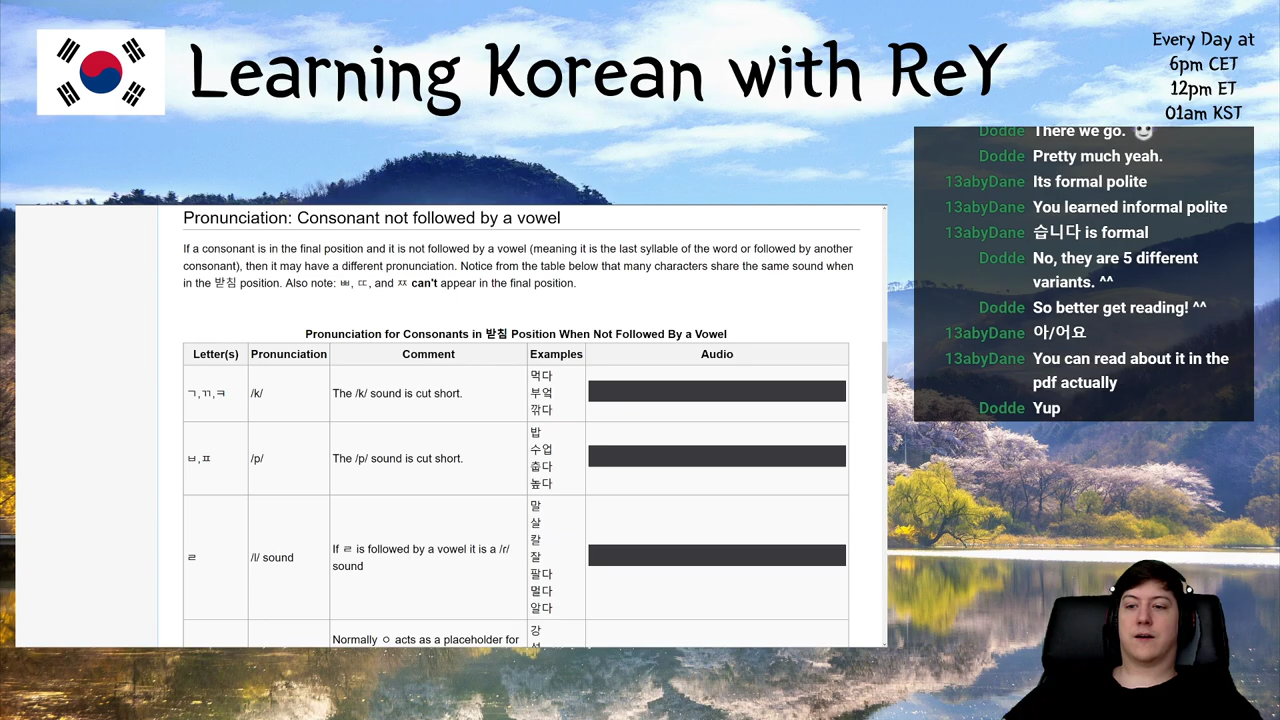 Learning Korean with ReY
Every Day at
6pm CET
12pm ET
01am KST
Dodde There we go.
Dodde Pretty much yeah.
13abyDane Its formal polite
13abyDane You learned informal polite
13abyDane 습니다 is formal
Dodde No, they are 5 different
variants. ^^
Dodde So better get reading! ^^
13abyDane 아/어요
13abyDane You can read about it in the
pdf actually
Dodde Yup
Pronunciation: Consonant not followed by a vowel
If a consonant is in the final position and it is not followed by a vowel (meaning it is the last syllable of the word or followed by another
consonant), then it may have a different pronunciation. Notice from the table below that many characters share the same sound when
in the 받침 position. Also note: ㅃ, ㄸ, and ㅉ can't appear in the final position.
Pronunciation for Consonants in 받침 Position When Not Followed By a Vowel
Letter(s) Pronunciation Comment Examples Audio
ㄱ,ㄲ,ㅋ /k/ The /k/ sound is cut short.
먹다
부엌
깎다
ㅂ,ㅍ /p/ The /p/ sound is cut short.
밥
수업
춥다
높다
ㄹ /l/ sound If ㄹ is followed by a vowel it is a /r/
sound
말
살
칼
잘
팔다
멀다
알다
Normally ㅇ acts as a placeholder for
강